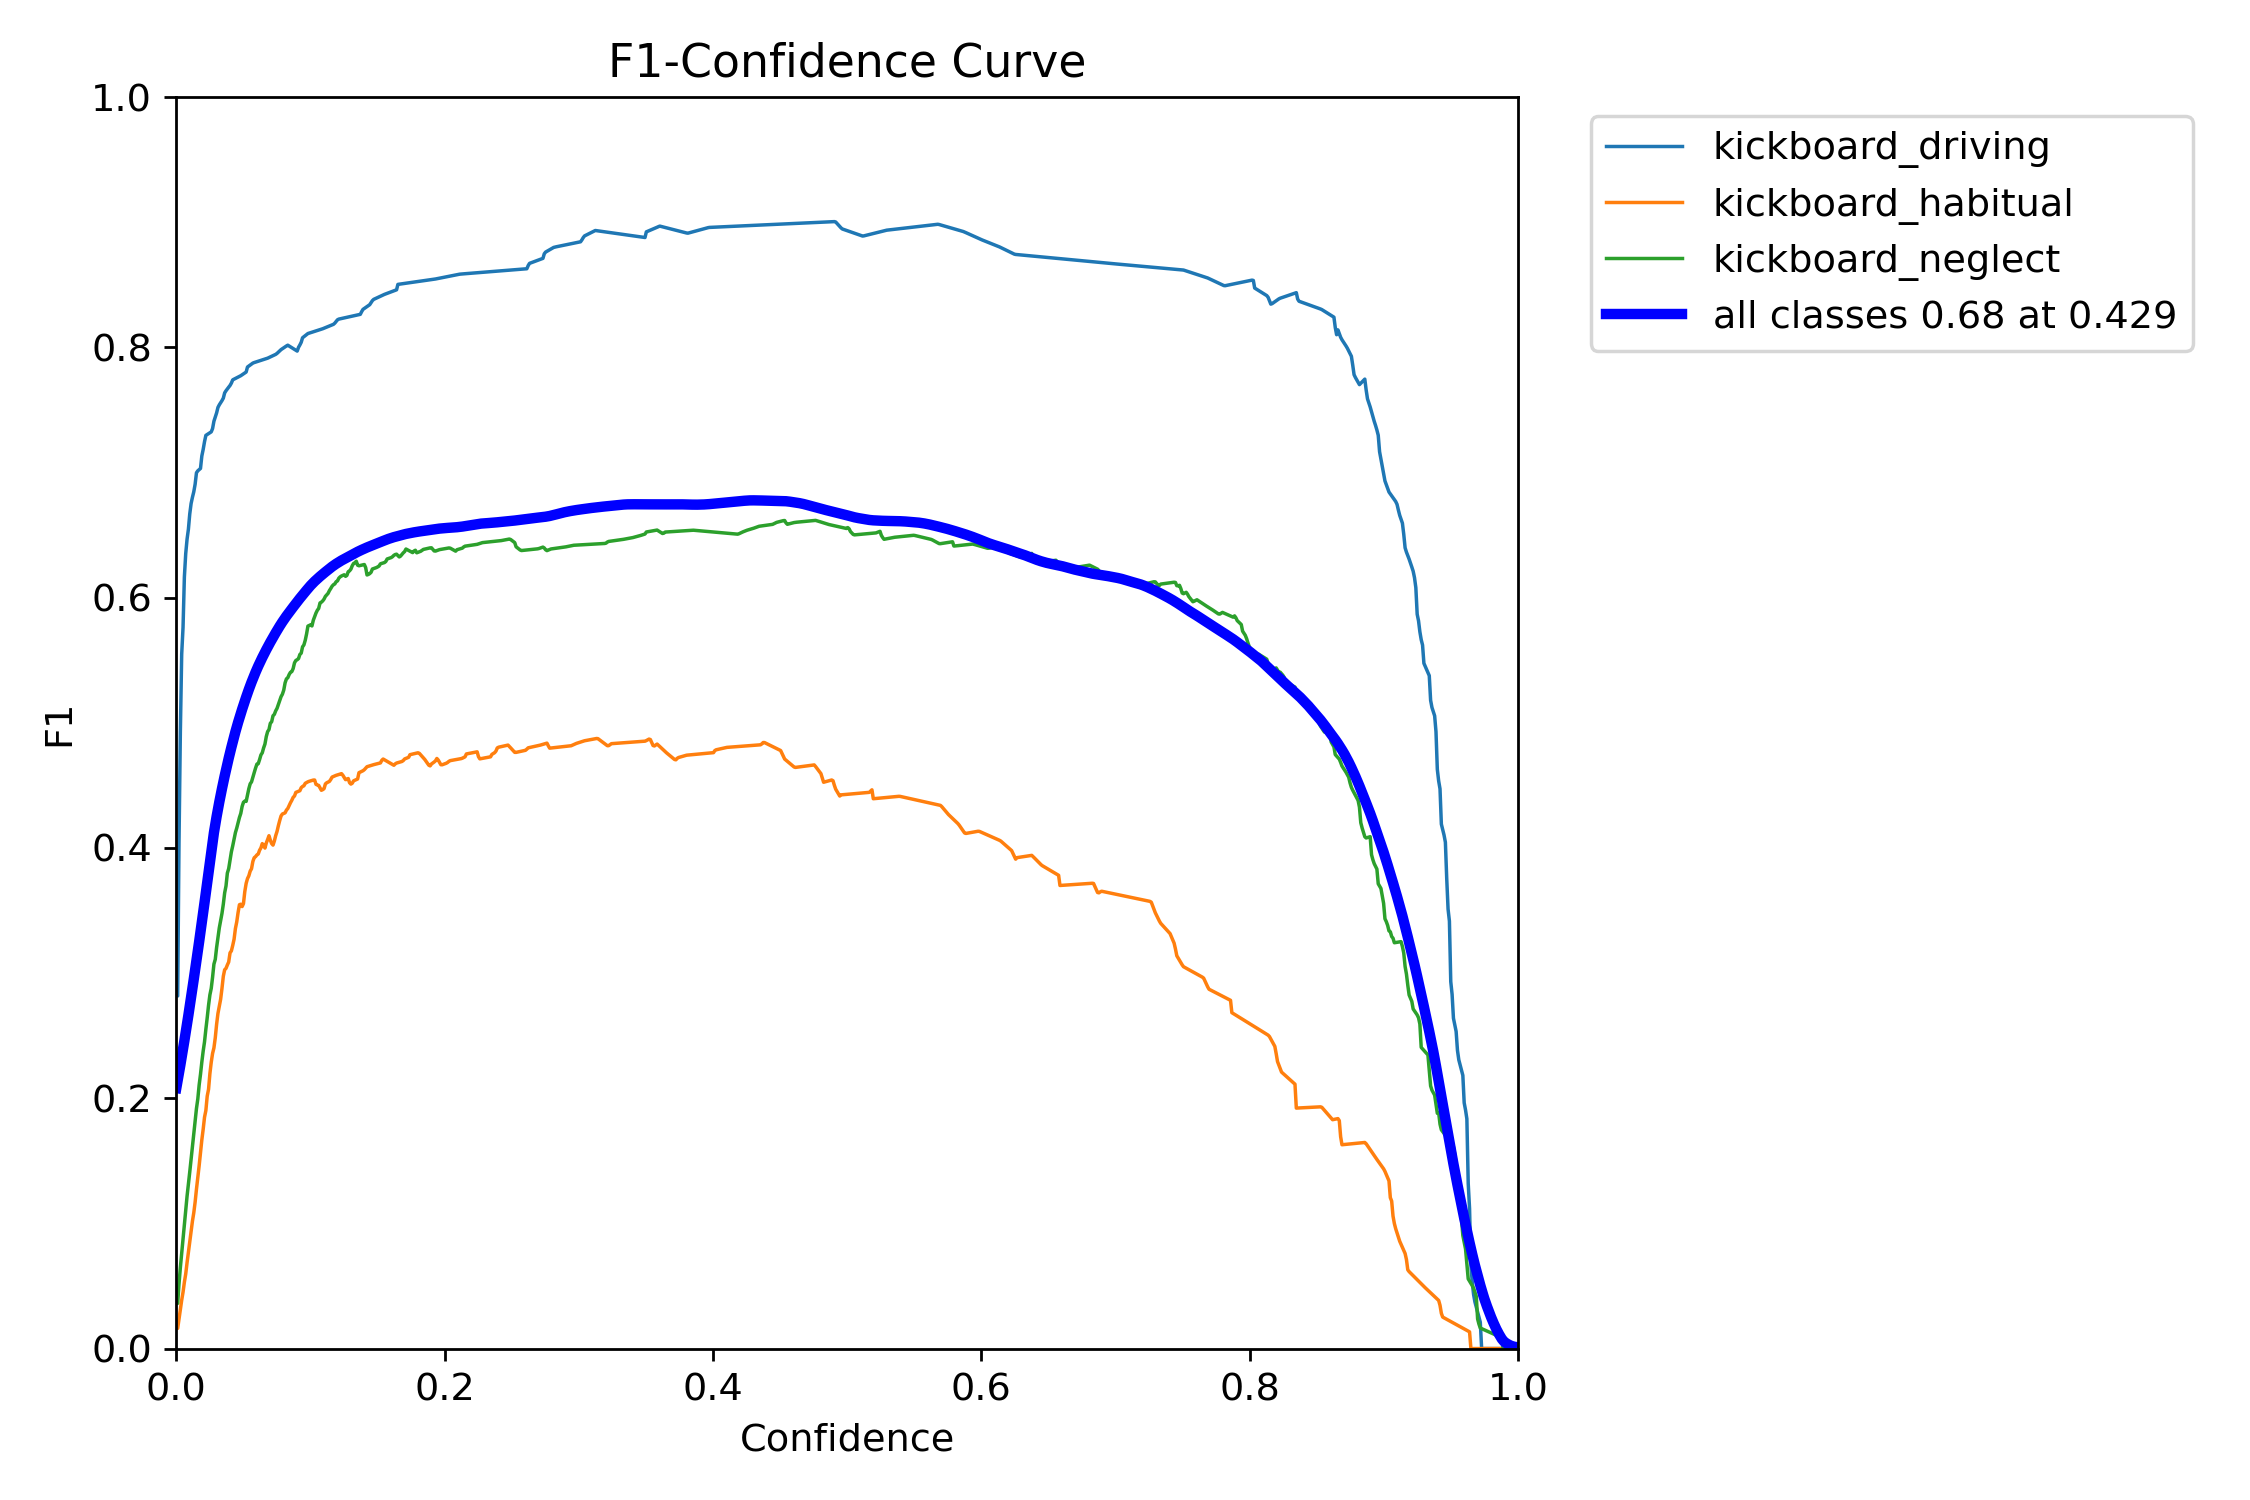 F1-Confidence Curve
1.0
0.8
0.6
0.4
0.2
0.0
F1
0.0 0.2 0.4 0.6 0.8 1.0
Confidence
kickboard_driving
kickboard_habitual
kickboard_neglect
all classes 0.68 at 0.429